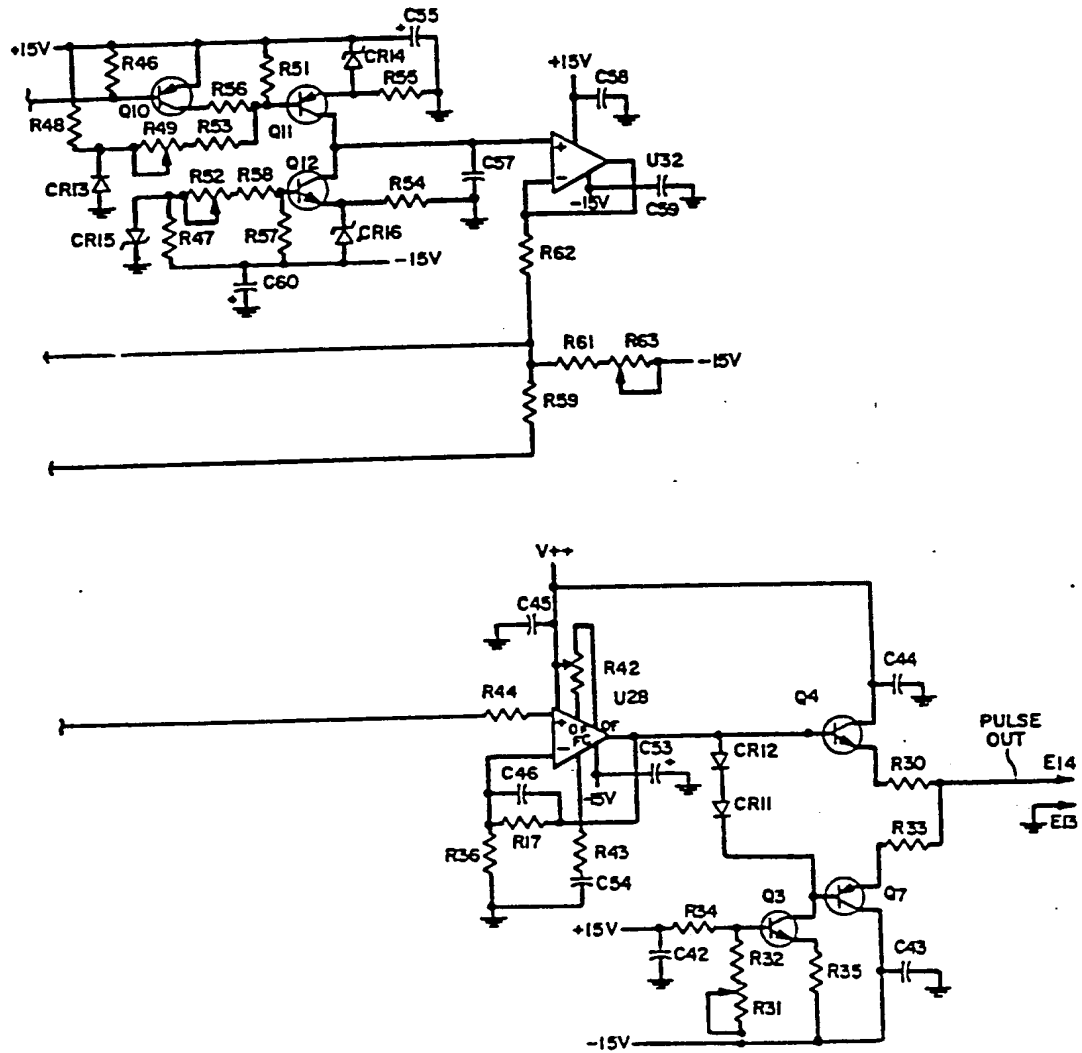 C55
+15V
R46
R51
CR14
R55
+15V
C58
R56
Q10
Q11
R48
R49
R53
+
U32
C57
Q12
-
CR13
R52
R58
R54
-15V
C59
CR15
R47
R57
CR16
-15V
R62
+
C60
R61
R63
-15V
R59
V++
C45
R42
C44
R44
U28
Q4
+
OF
OF
FC
PULSE
OUT
-
C53
CR12
E14
C46
-15V
R30
CR11
E13
R17
R33
R36
R43
C54
Q3
Q7
R34
+15V
C42
R32
R35
C43
R31
-15V